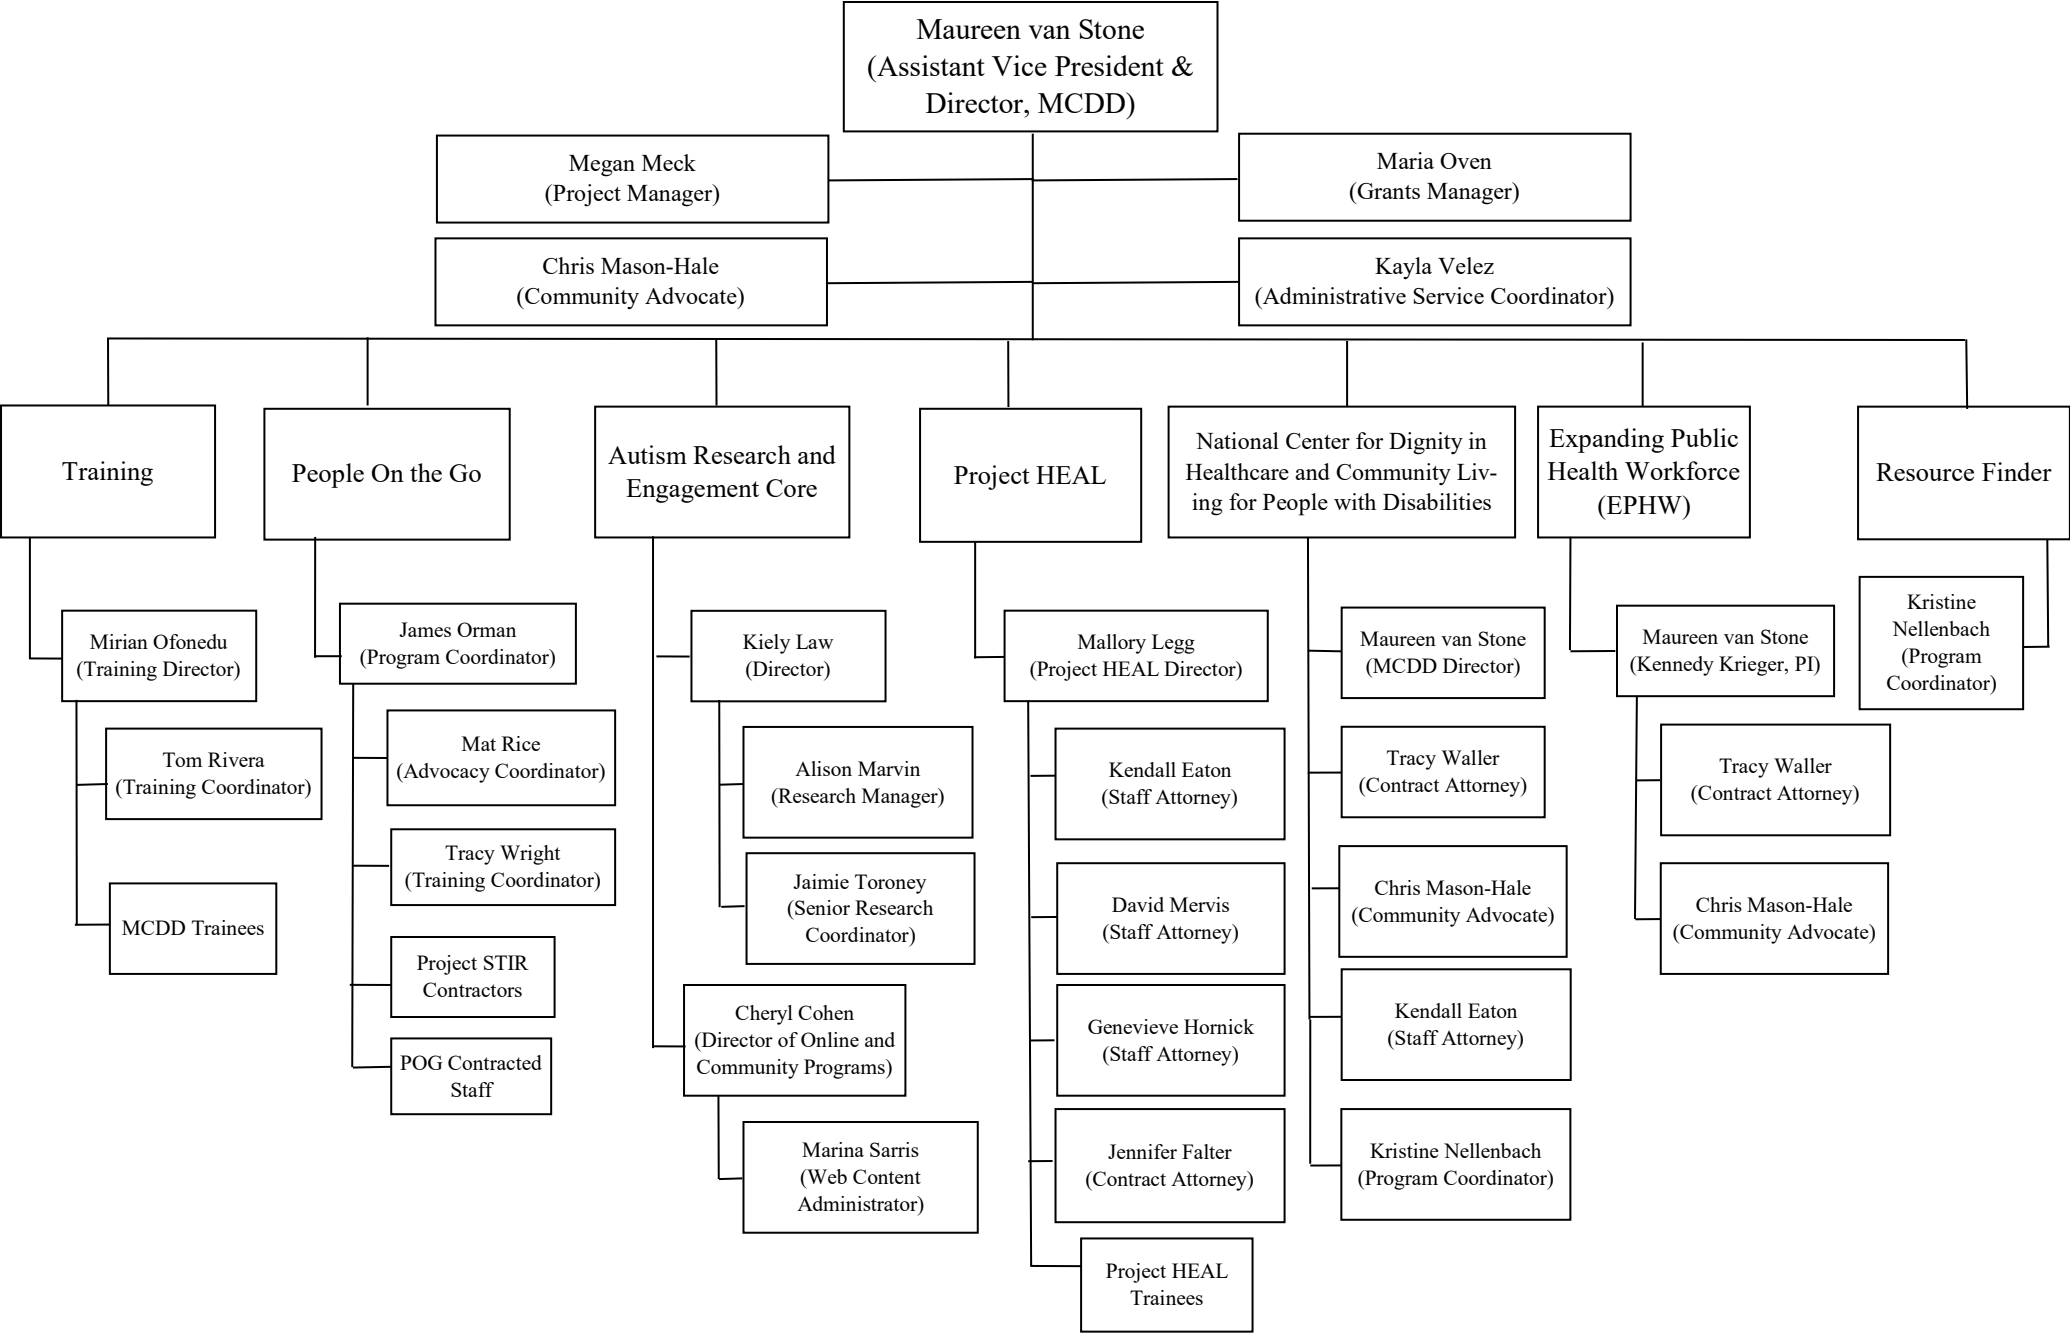 Maureen van Stone
(Assistant Vice President &
Director, MCDD)
Megan Meck
(Project Manager)
Maria Oven
(Grants Manager)
Chris Mason-Hale
(Community Advocate)
Kayla Velez
(Administrative Service Coordinator)
Training
People On the Go
Autism Research and
Engagement Core
Project HEAL
National Center for Dignity in
Healthcare and Community Liv-
ing for People with Disabilities
Expanding Public
Health Workforce
(EPHW)
Resource Finder
Mirian Ofonedu
(Training Director)
Tom Rivera
(Training Coordinator)
MCDD Trainees
James Orman
(Program Coordinator)
Mat Rice
(Advocacy Coordinator)
Tracy Wright
(Training Coordinator)
Project STIR
Contractors
POG Contracted
Staff
Kiely Law
(Director)
Alison Marvin
(Research Manager)
Jaimie Toroney
(Senior Research
Coordinator)
Cheryl Cohen
(Director of Online and
Community Programs)
Marina Sarris
(Web Content
Administrator)
Mallory Legg
(Project HEAL Director)
Kendall Eaton
(Staff Attorney)
David Mervis
(Staff Attorney)
Genevieve Hornick
(Staff Attorney)
Jennifer Falter
(Contract Attorney)
Project HEAL
Trainees
Maureen van Stone
(MCDD Director)
Tracy Waller
(Contract Attorney)
Chris Mason-Hale
(Community Advocate)
Kendall Eaton
(Staff Attorney)
Kristine Nellenbach
(Program Coordinator)
Maureen van Stone
(Kennedy Krieger, PI)
Tracy Waller
(Contract Attorney)
Chris Mason-Hale
(Community Advocate)
Kristine
Nellenbach
(Program
Coordinator)